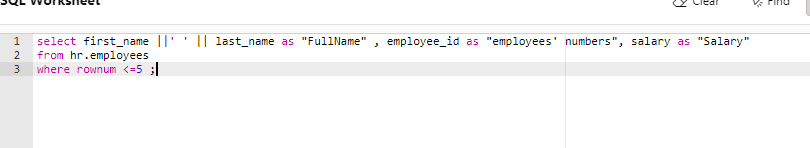 SQL Worksheet
Clear
Find
1 select first_name ||' ' || last_name as "FullName" , employee_id as "employees' numbers", salary as "Salary"
2 from hr.employees
3 where rownum <=5 ;